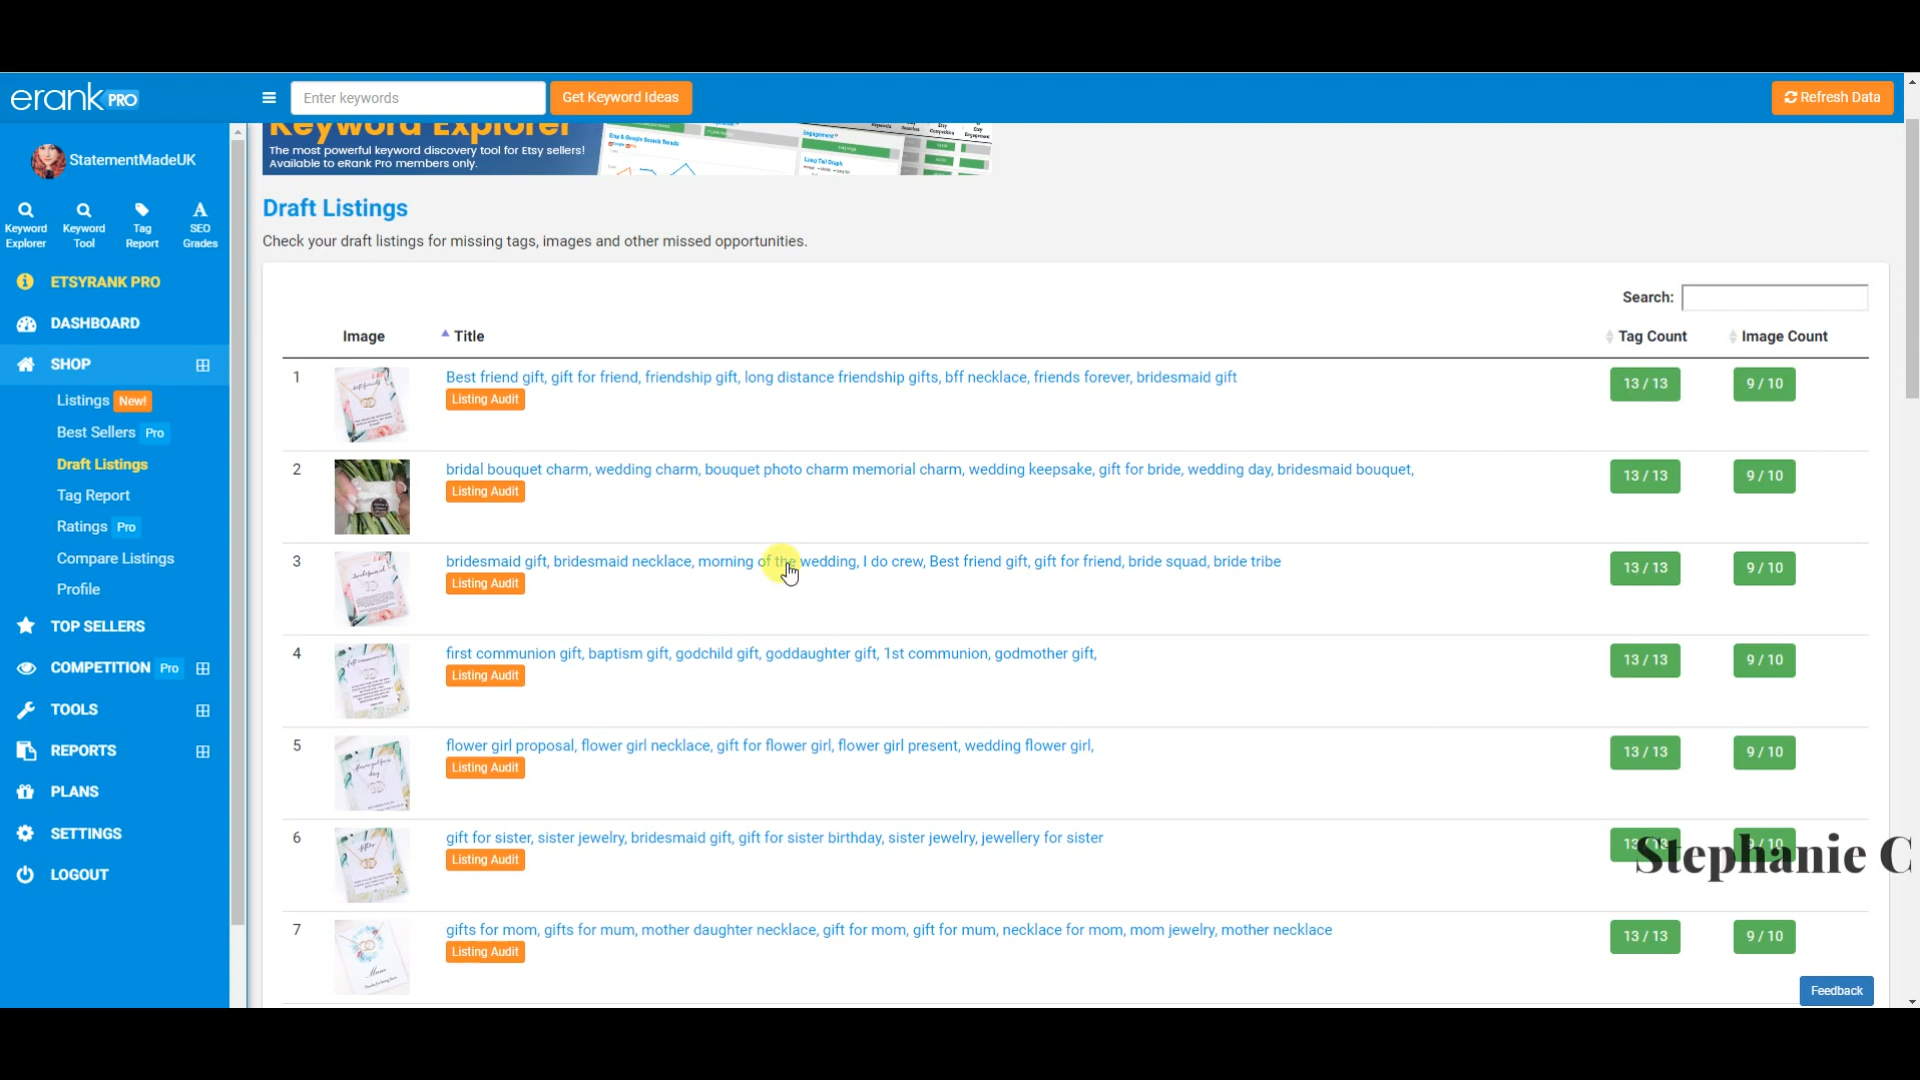 erank PRO
Enter keywords
Get Keyword Ideas
Refresh Data
StatementMadeUK
Keyword Explorer
Keyword Tool
Tag Report
SEO Grades
ETSYRANK PRO
DASHBOARD
SHOP
Listings New!
Best Sellers Pro
Draft Listings
Tag Report
Ratings Pro
Compare Listings
Profile
TOP SELLERS
COMPETITION Pro
TOOLS
REPORTS
PLANS
SETTINGS
LOGOUT
Keyword Explorer
The most powerful keyword discovery tool for Etsy sellers!
Available to eRank Pro members only.
Draft Listings
Check your draft listings for missing tags, images and other missed opportunities.
Search:
Image Title Tag Count Image Count
1 Best friend gift, gift for friend, friendship gift, long distance friendship gifts, bff necklace, friends forever, bridesmaid gift 13 / 13 9 / 10
Listing Audit
2 bridal bouquet charm, wedding charm, bouquet photo charm memorial charm, wedding keepsake, gift for bride, wedding day, bridesmaid bouquet, 13 / 13 9 / 10
Listing Audit
3 bridesmaid gift, bridesmaid necklace, morning of the wedding, I do crew, Best friend gift, gift for friend, bride squad, bride tribe 13 / 13 9 / 10
Listing Audit
4 first communion gift, baptism gift, godchild gift, goddaughter gift, 1st communion, godmother gift, 13 / 13 9 / 10
Listing Audit
5 flower girl proposal, flower girl necklace, gift for flower girl, flower girl present, wedding flower girl, 13 / 13 9 / 10
Listing Audit
6 gift for sister, sister jewelry, bridesmaid gift, gift for sister birthday, sister jewelry, jewellery for sister
Listing Audit
Stephanie C
7 gifts for mom, gifts for mum, mother daughter necklace, gift for mom, gift for mum, necklace for mom, mom jewelry, mother necklace 13 / 13 9 / 10
Listing Audit
Feedback